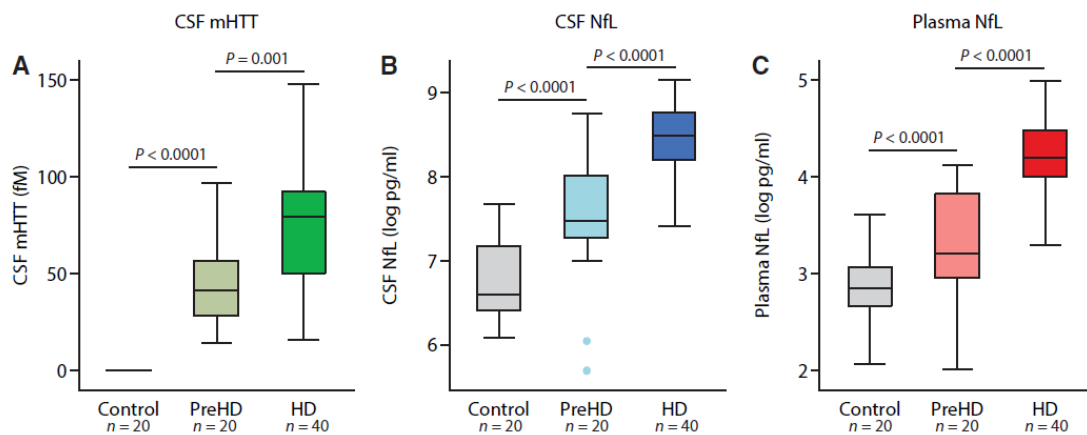 CSF mHTT
A
CSF mHTT (fM)
150
100
50
0
P < 0.0001
P = 0.001
Control
n = 20
PreHD
n = 20
HD
n = 40
CSF NfL
B
CSF NfL (log pg/ml)
9
8
7
6
P < 0.0001
P < 0.0001
Control
n = 20
PreHD
n = 20
HD
n = 40
Plasma NfL
C
Plasma NfL (log pg/ml)
5
4
3
2
P < 0.0001
P < 0.0001
Control
n = 20
PreHD
n = 20
HD
n = 40